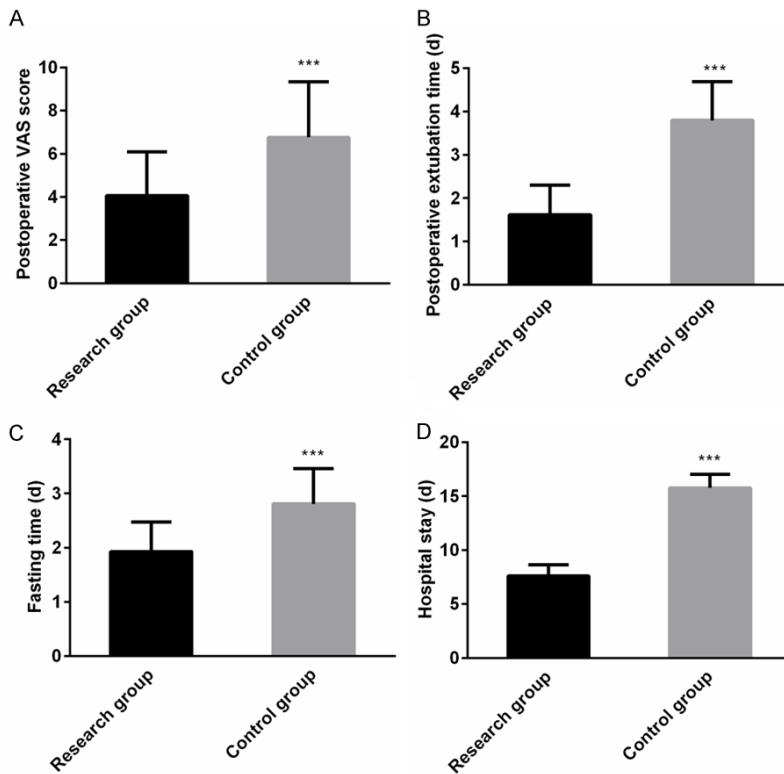 A
Postoperative VAS score
10
8
6
4
2
0
***
Research group
Control group
B
Postoperative extubation time (d)
5
4
3
2
1
0
***
Research group
Control group
C
Fasting time (d)
4
3
2
1
0
***
Research group
Control group
D
Hospital stay (d)
20
15
10
5
0
***
Research group
Control group